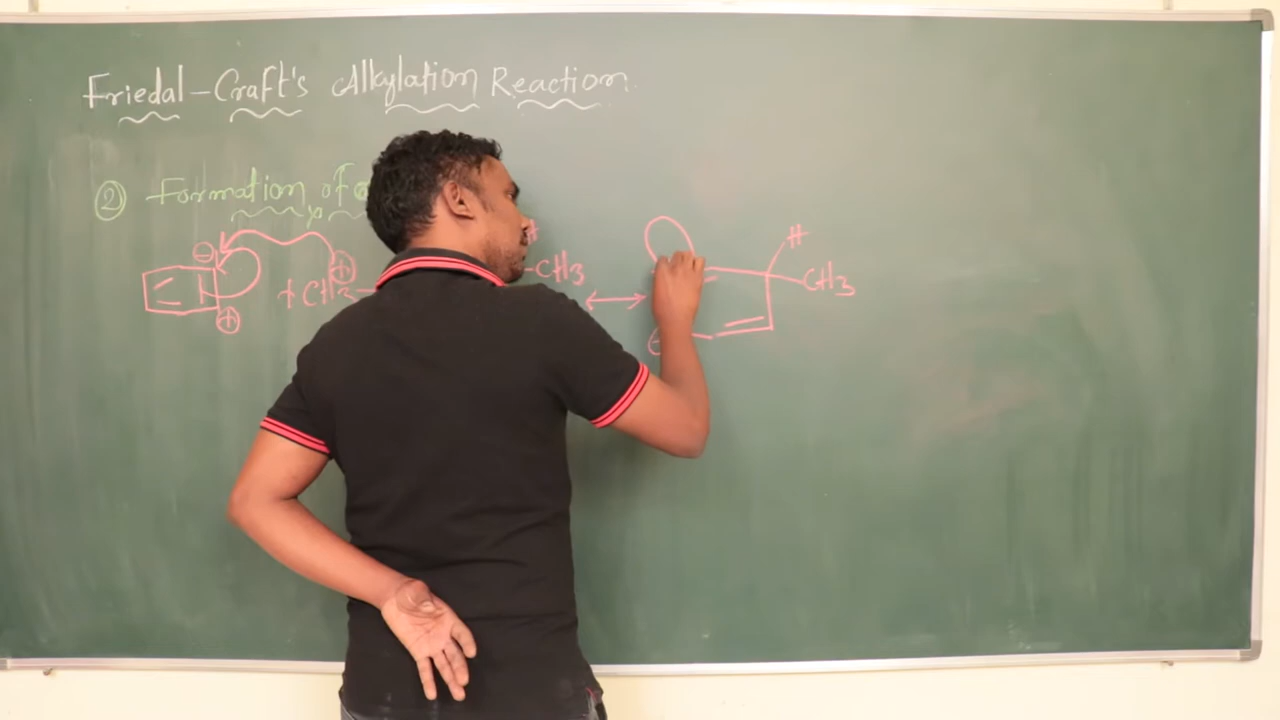 Friedal-Craft's Alkylation Reaction
② Formation of
⊖ ⊕ + CH3 ⊕ H CH3 ↔ H CH3